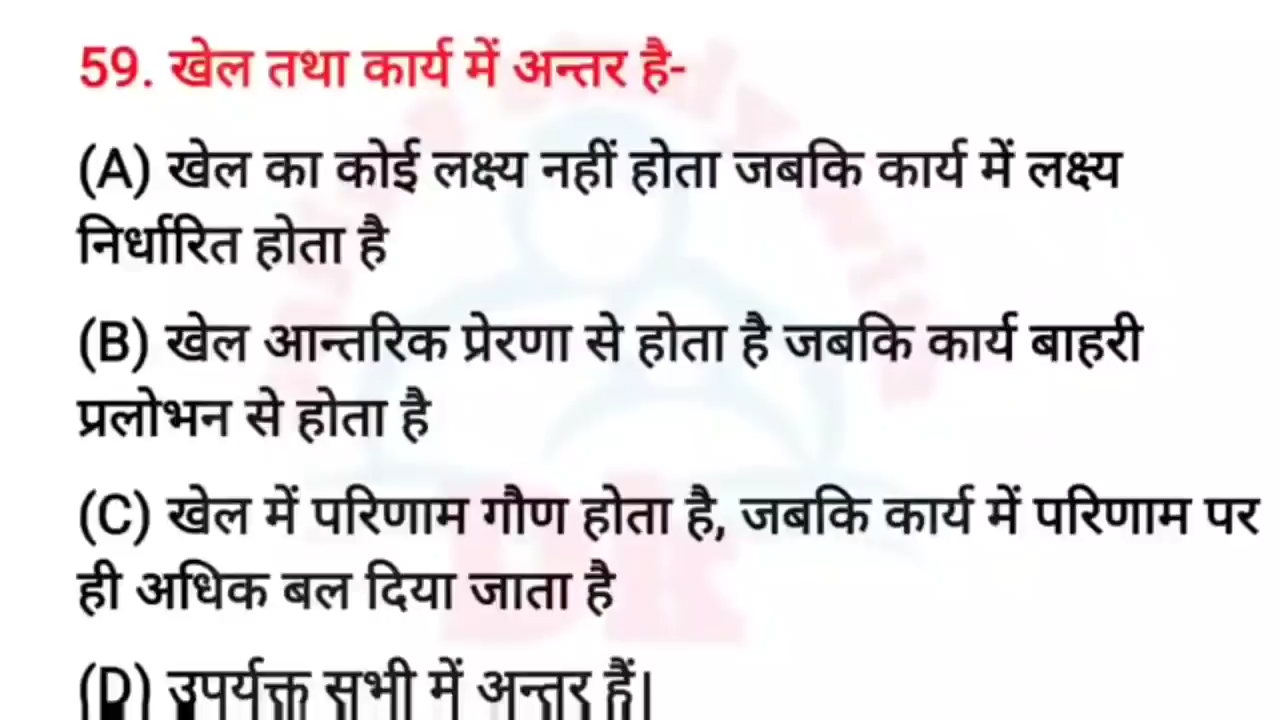 59. खेल तथा कार्य में अन्तर है-
(A) खेल का कोई लक्ष्य नहीं होता जबकि कार्य में लक्ष्य
निर्धारित होता है
(B) खेल आन्तरिक प्रेरणा से होता है जबकि कार्य बाहरी
प्रलोभन से होता है
(C) खेल में परिणाम गौण होता है, जबकि कार्य में परिणाम पर
ही अधिक बल दिया जाता है
(D) उपर्युक्त सभी में अन्तर हैं।
DK